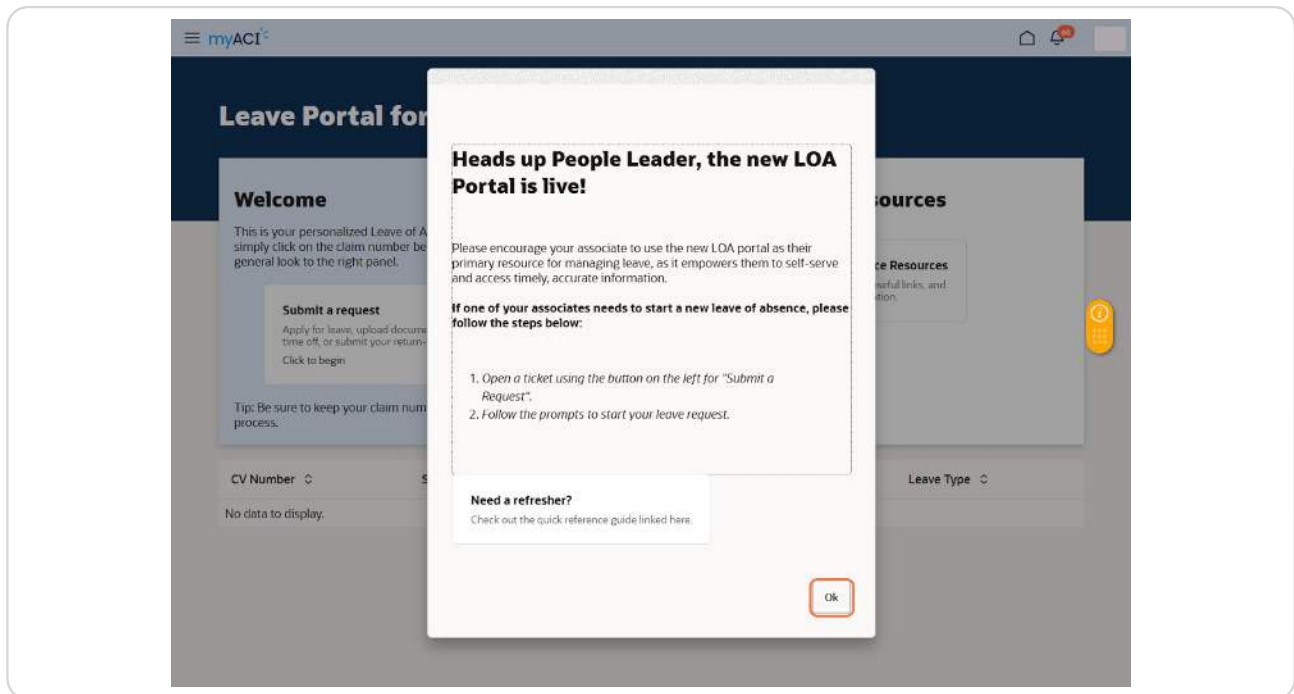 myACI
Leave Portal for
Heads up People Leader, the new LOA
Portal is live!
Welcome
This is your personalized Leave of A
simply click on the claim number be
general look to the right panel.
Please encourage your associate to use the new LOA portal as their
primary resource for managing leave, as it empowers them to self-serve
and access timely, accurate information.
If one of your associates needs to start a new leave of absence, please
follow the steps below:
Submit a request
Apply for leave, upload docume
time off, or submit your return-
Click to begin
1. Open a ticket using the button on the left for "Submit a
Request".
2. Follow the prompts to start your leave request.
Tip: Be sure to keep your claim num
process.
ources
ce Resources
useful links, and
CV Number
S
Leave Type
No data to display.
Need a refresher?
Check out the quick reference guide linked here.
Ok